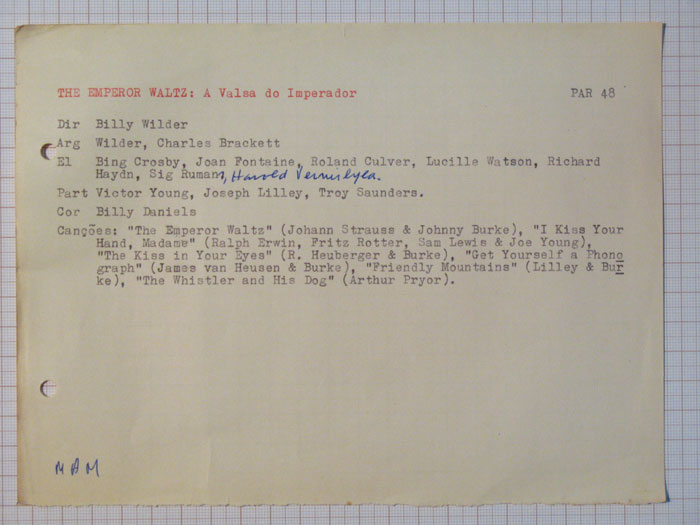 THE EMPEROR WALTZ: A Valsa do Imperador PAR 48
Dir Billy Wilder
Arg Wilder, Charles Brackett
El Bing Crosby, Joan Fontaine, Roland Culver, Lucille Watson, Richard
Haydn, Sig Ruman, Harold Vermilyea.
Part Victor Young, Joseph Lilley, Troy Saunders.
Cor Billy Daniels
Canções: "The Emperor Waltz" (Johann Strauss & Johnny Burke), "I Kiss Your
Hand, Madame" (Ralph Erwin, Fritz Rotter, Sam Lewis & Joe Young),
"The Kiss in Your Eyes" (R. Heuberger & Burke), "Get Yourself a Phono
graph" (James van Heusen & Burke), "Friendly Mountains" (Lilley & Bur
ke), "The Whistler and His Dog" (Arthur Pryor).
MAM